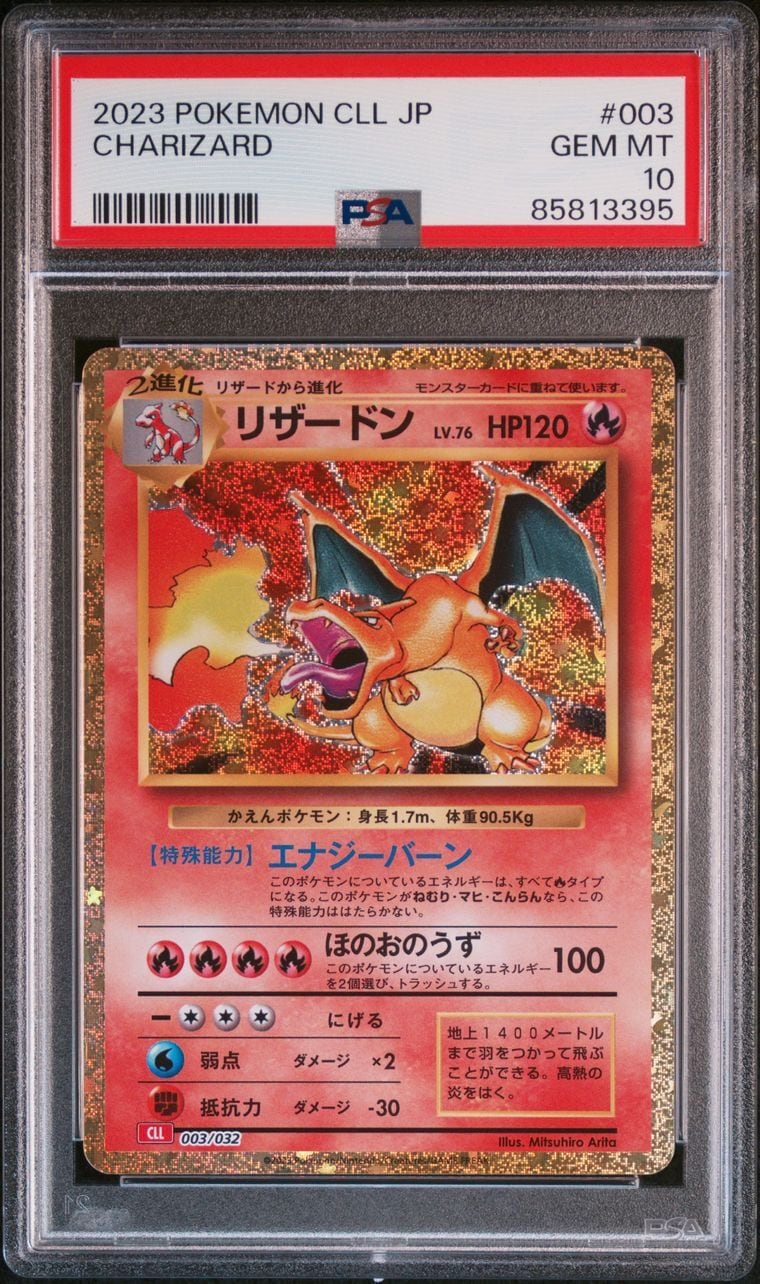 2023 POKEMON CLL JP #003
CHARIZARD GEM MT
10
PSA 85813395
2進化 リザードから進化 モンスターカードに重ねて使います。
リザードン LV.76 HP120
かえんポケモン：身長1.7m、体重90.5Kg
【特殊能力】エナジーバーン
このポケモンについているエネルギーは、すべてタイプ
になる。このポケモンがねむり・マヒ・こんらんなら、この
特殊能力ははたらかない。
ほのおのうず 100
このポケモンについているエネルギー
を2個選び、トラッシュする。
にげる
弱点 ダメージ ×2
抵抗力 ダメージ -30
地上1400メートル
まで羽をつかって飛ぶ
ことができる。高熱の
炎をはく。
CLL 003/032 Illus. Mitsuhiro Arita
©2023 Pokémon/Nintendo/Creatures/GAME FREAK
PSA